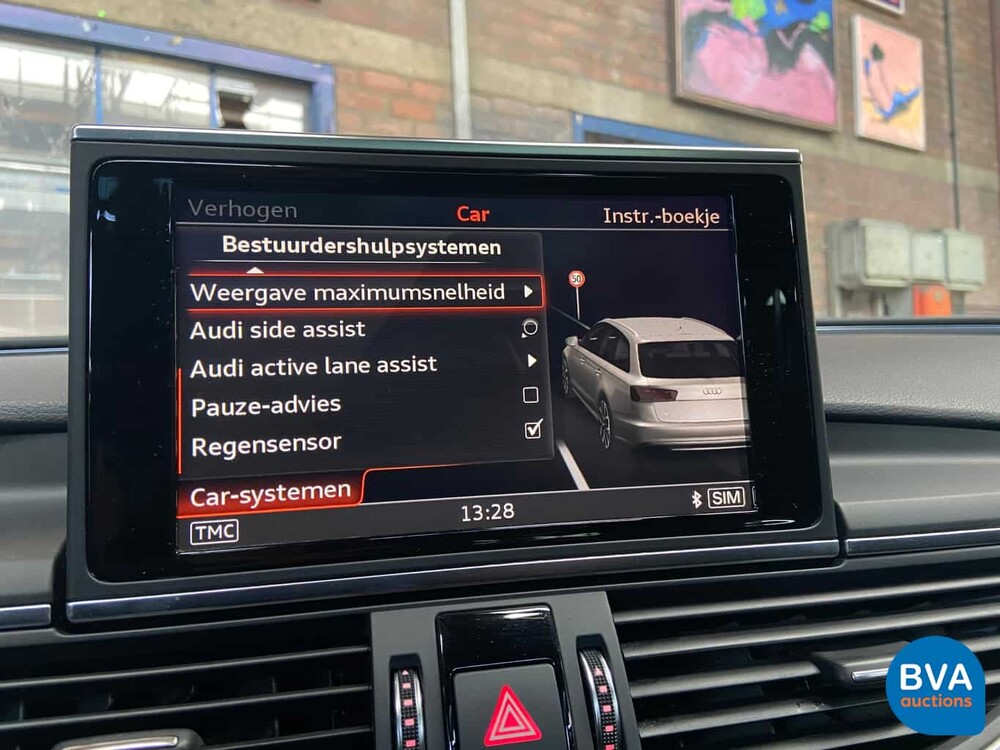 Verhogen
Car
Instr.-boekje
Bestuurdershulpsystemen
Weergave maximumsnelheid
50
Audi side assist
Audi active lane assist
Pauze-advies
Regensensor
Car-systemen
13:28
SIM
TMC
BVA
auctions